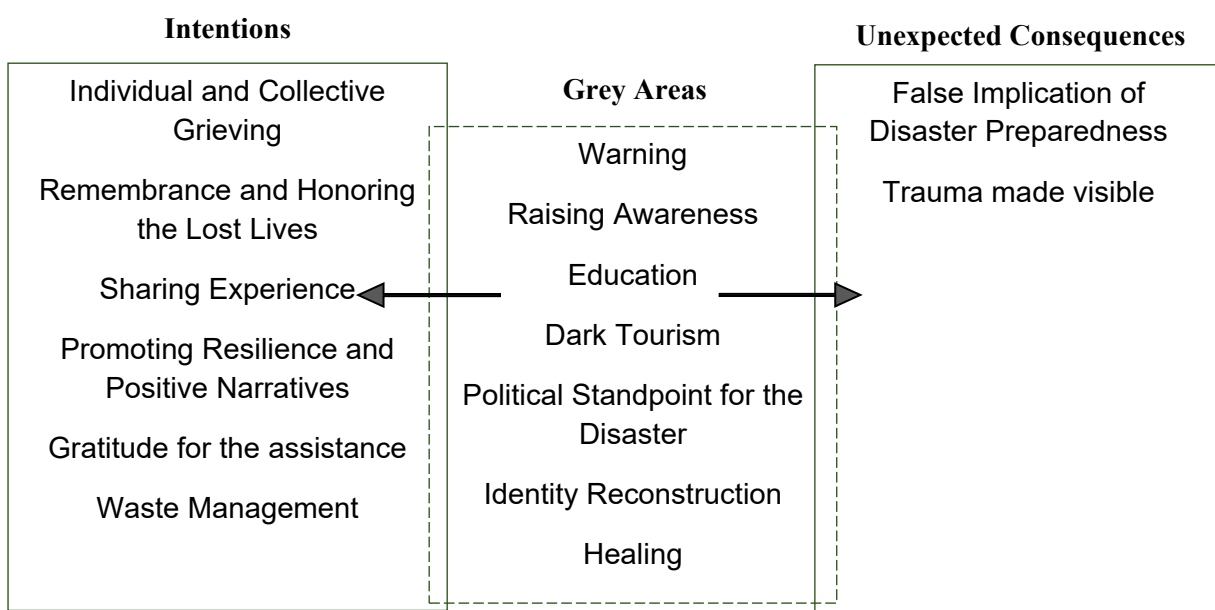 Intentions
Individual and Collective
Grieving
Remembrance and Honoring
the Lost Lives
Sharing Experience
Promoting Resilience and
Positive Narratives
Gratitude for the assistance
Waste Management
Grey Areas
Warning
Raising Awareness
Education
Dark Tourism
Political Standpoint for the
Disaster
Identity Reconstruction
Healing
Unexpected Consequences
False Implication of
Disaster Preparedness
Trauma made visible